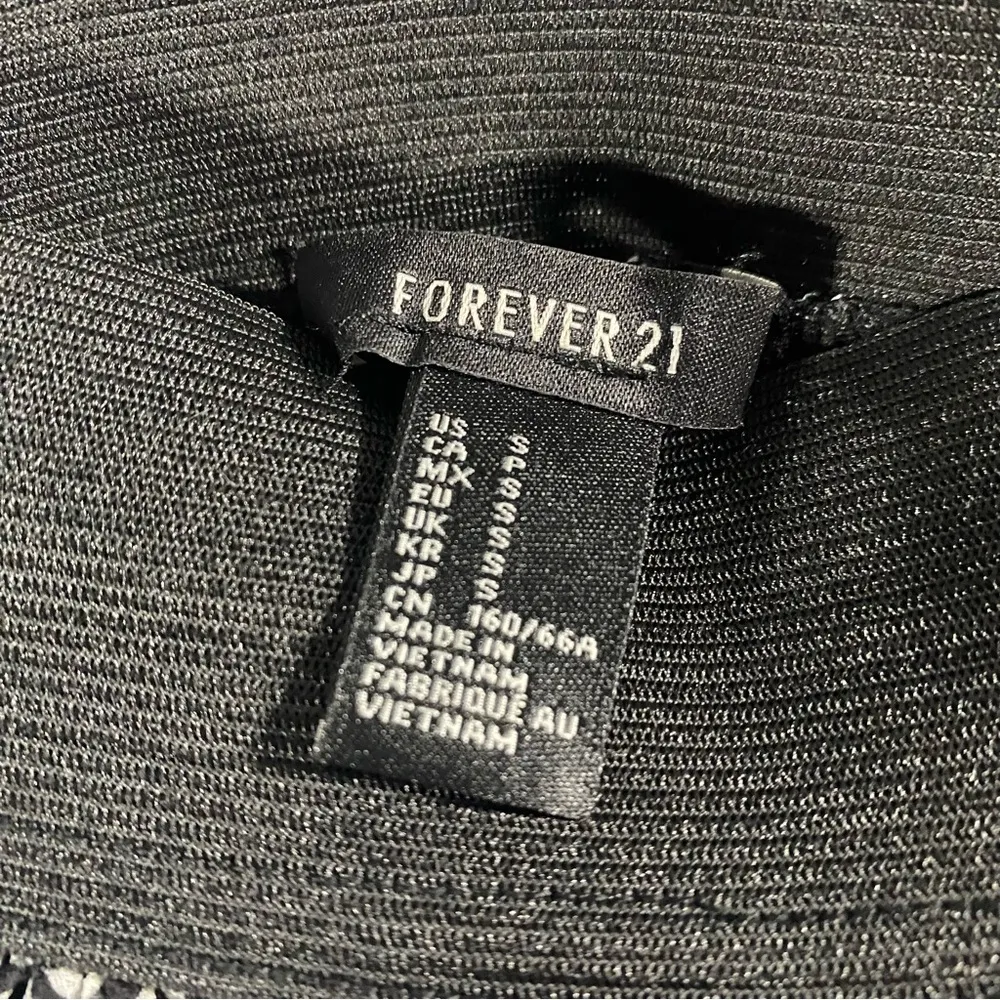 FOREVER 21
US S
CA P
MX S
EU S
UK S
KR S
JP S
CN 160/66A
MADE IN
VIETNAM
FABRIQUÉ AU
VIETNAM